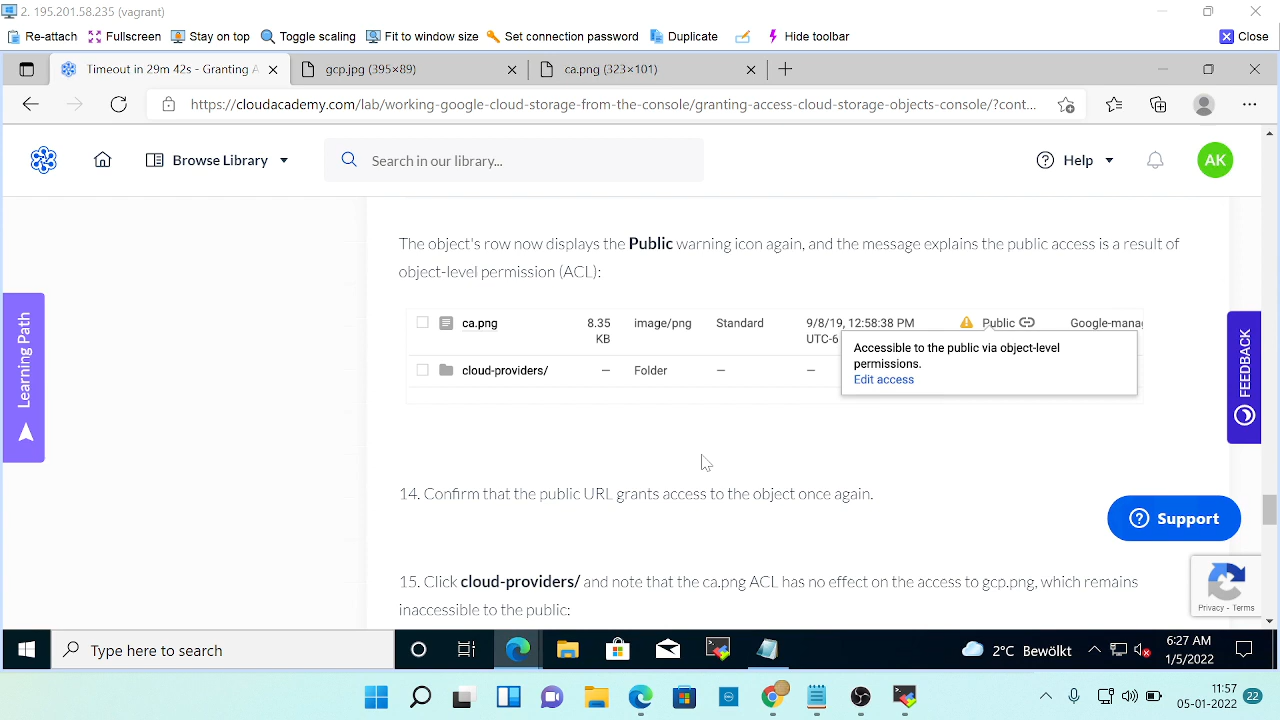 2. 195.201.58.235 (vagrant)
Re-attach Fullscreen Stay on top Toggle scaling Fit to window size Set connection password Duplicate Hide toolbar Close
Timeout in 29m 42s - Granting A gcp.jpg (395×89) ca.png (323×101)
https://cloudacademy.com/lab/working-google-cloud-storage-from-the-console/granting-access-cloud-storage-objects-console/?cont...
Browse Library Search in our library... Help AK
The object's row now displays the Public warning icon again, and the message explains the public access is a result of
object-level permission (ACL):
ca.png 8.35 image/png Standard 9/8/19, 12:58:38 PM Public Google-mana
KB UTC-6
Accessible to the public via object-level
permissions.
Edit access
cloud-providers/ — Folder — —
Learning Path
FEEDBACK
14. Confirm that the public URL grants access to the object once again.
Support
15. Click cloud-providers/ and note that the ca.png ACL has no effect on the access to gcp.png, which remains
inaccessible to the public:
Privacy - Terms
Type here to search 2°C Bewölkt 6:27 AM
1/5/2022
11:57
05-01-2022 22